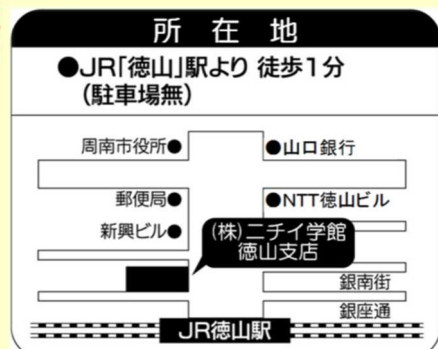 所在地
●JR「徳山」駅より 徒歩1分
(駐車場無)
周南市役所●
●山口銀行
郵便局●
●NTT徳山ビル
新興ビル●
(株)ニチイ学館
徳山支店
銀南街
銀座通
JR徳山駅